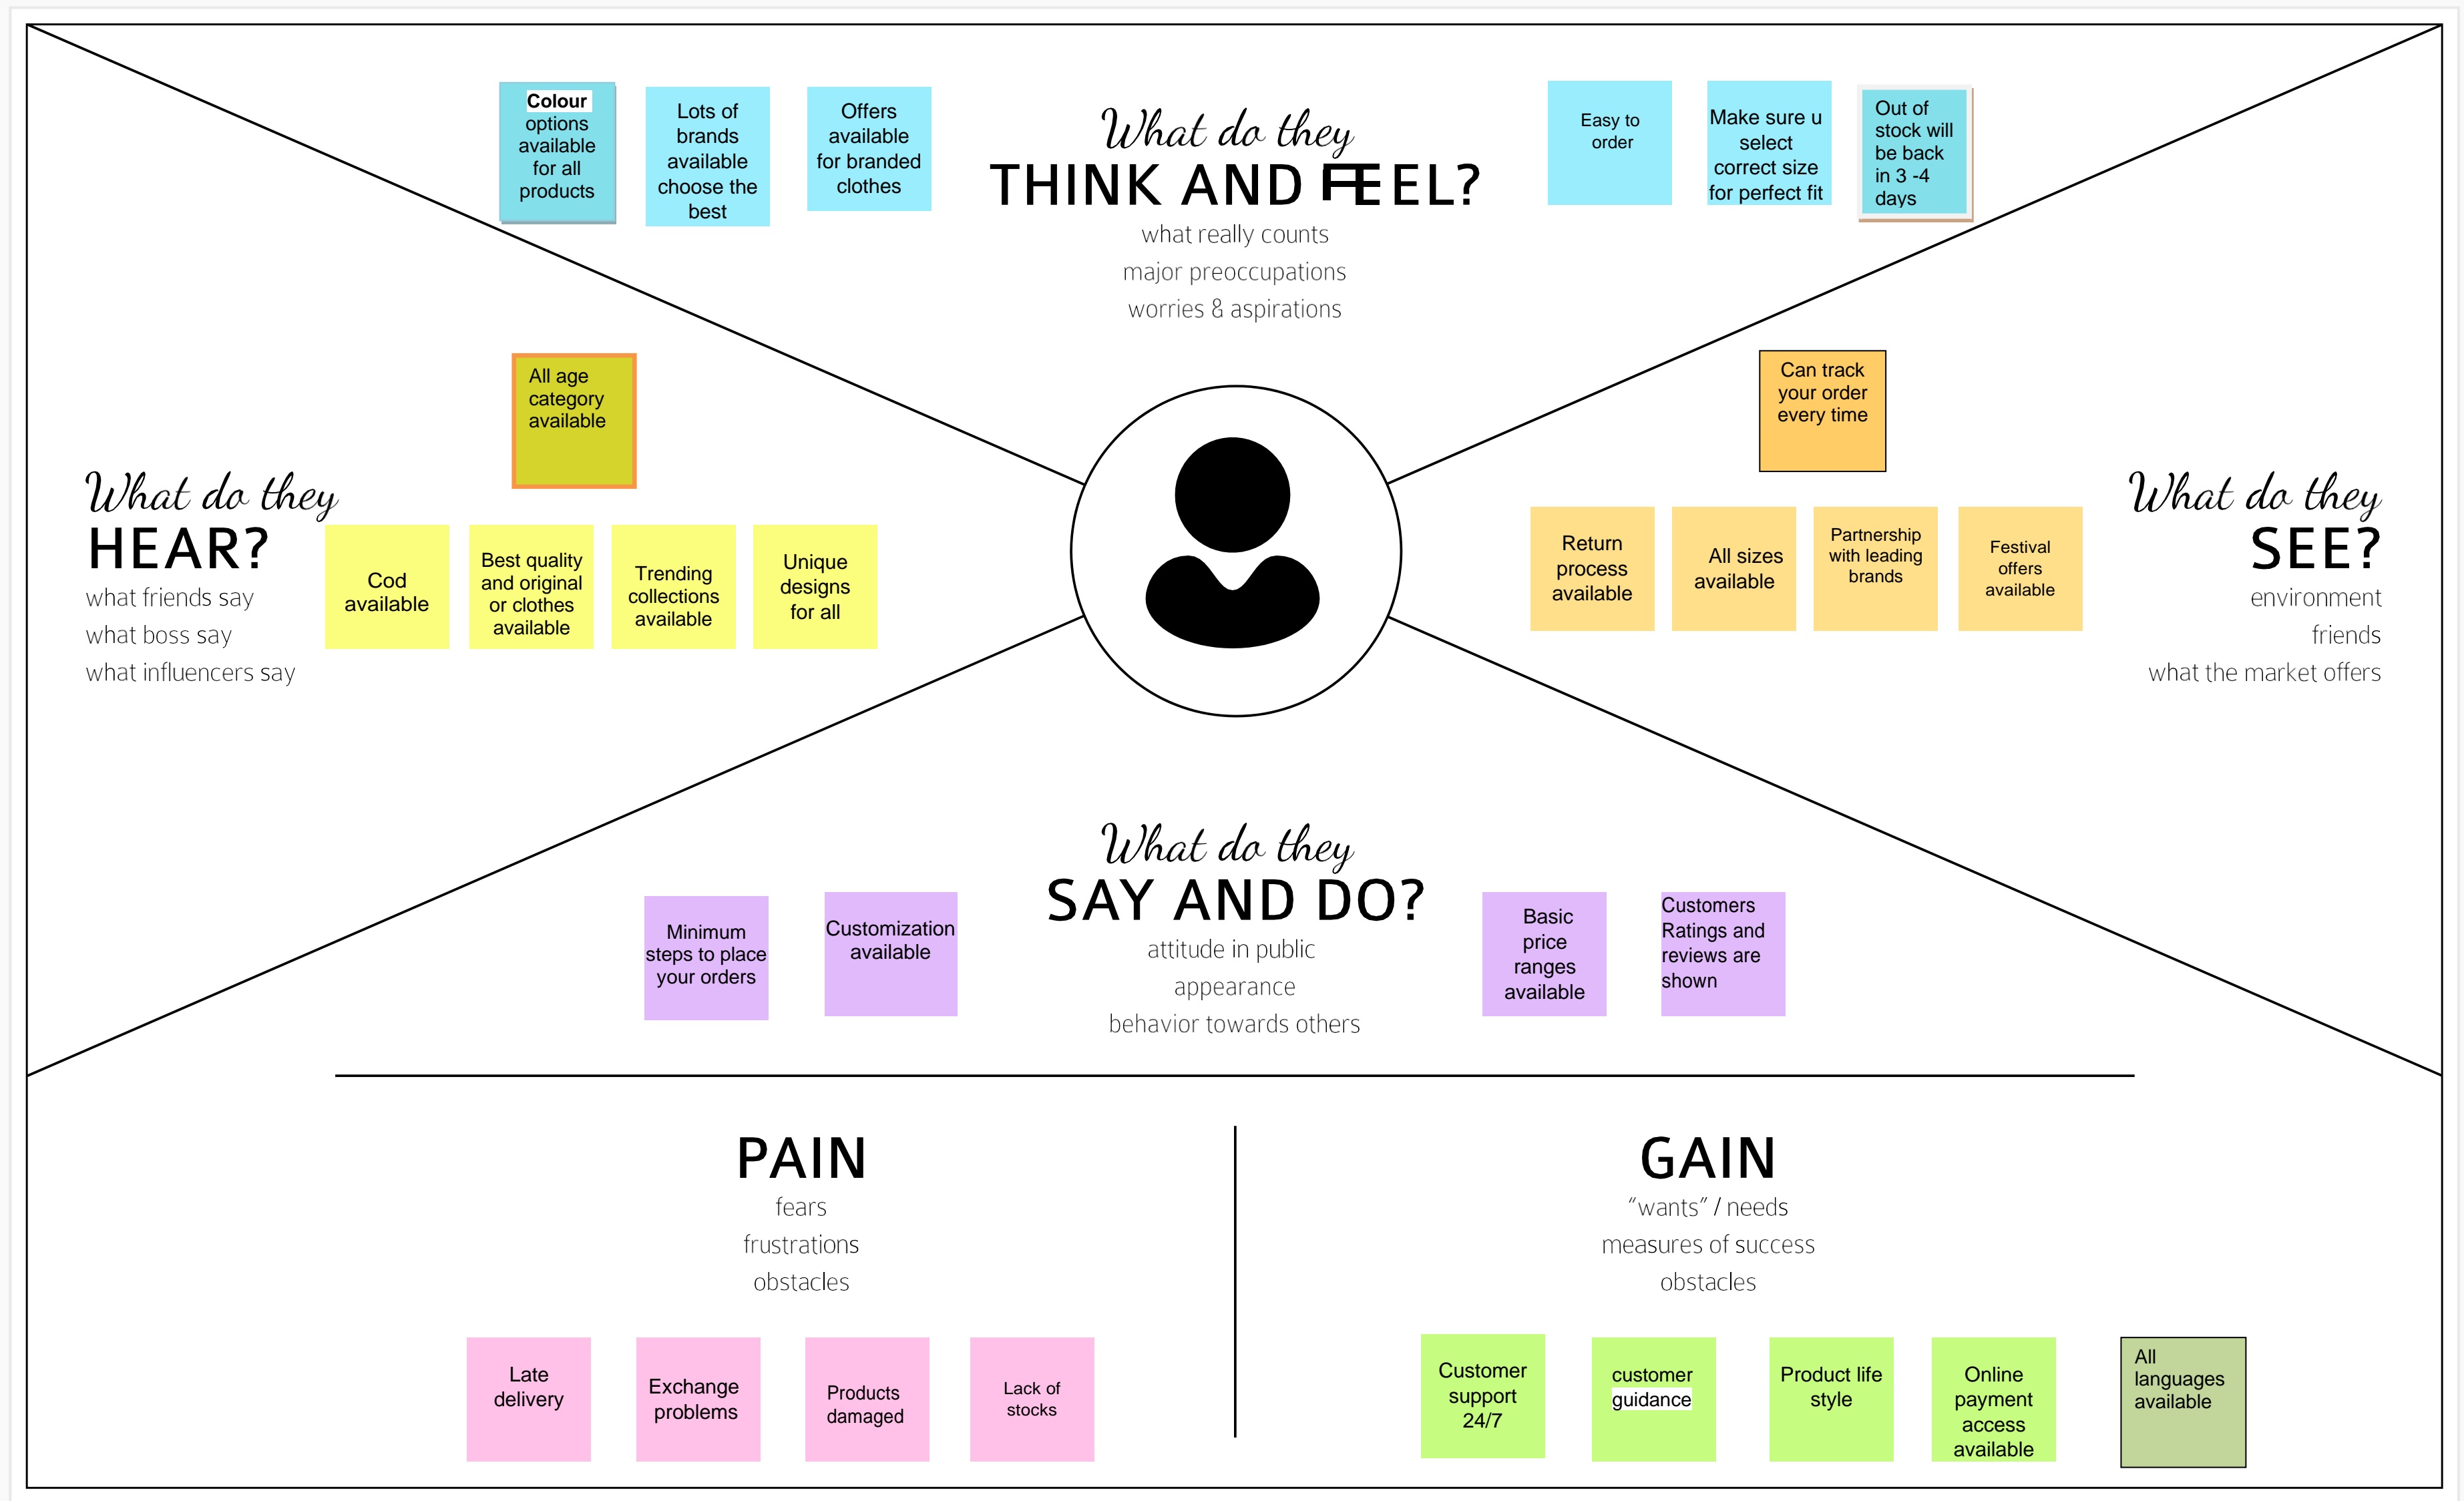 Colour
options
available
for all
products
Lots of
brands
available
choose the
best
Offers
available
for branded
clothes
What do they
THINK AND FEEL?
what really counts
major preoccupations
worries & aspirations
Easy to
order
Make sure u
select
correct size
for perfect fit
Out of
stock will
be back
in 3 -4
days
What do they
HEAR?
what friends say
what boss say
what influencers say
All age
category
available
Cod
available
Best quality
and original
or clothes
available
Trending
collections
available
Unique
designs
for all
Can track
your order
every time
Return
process
available
All sizes
available
Partnership
with leading
brands
Festival
offers
available
What do they
SEE?
environment
friends
what the market offers
Minimum
steps to place
your orders
Customization
available
What do they
SAY AND DO?
attitude in public
appearance
behavior towards others
Basic
price
ranges
available
Customers
Ratings and
reviews are
shown
PAIN
fears
frustrations
obstacles
Late
delivery
Exchange
problems
Products
damaged
Lack of
stocks
GAIN
“wants” / needs
measures of success
obstacles
Customer
support
24/7
customer
guidance
Product life
style
Online
payment
access
available
All
languages
available